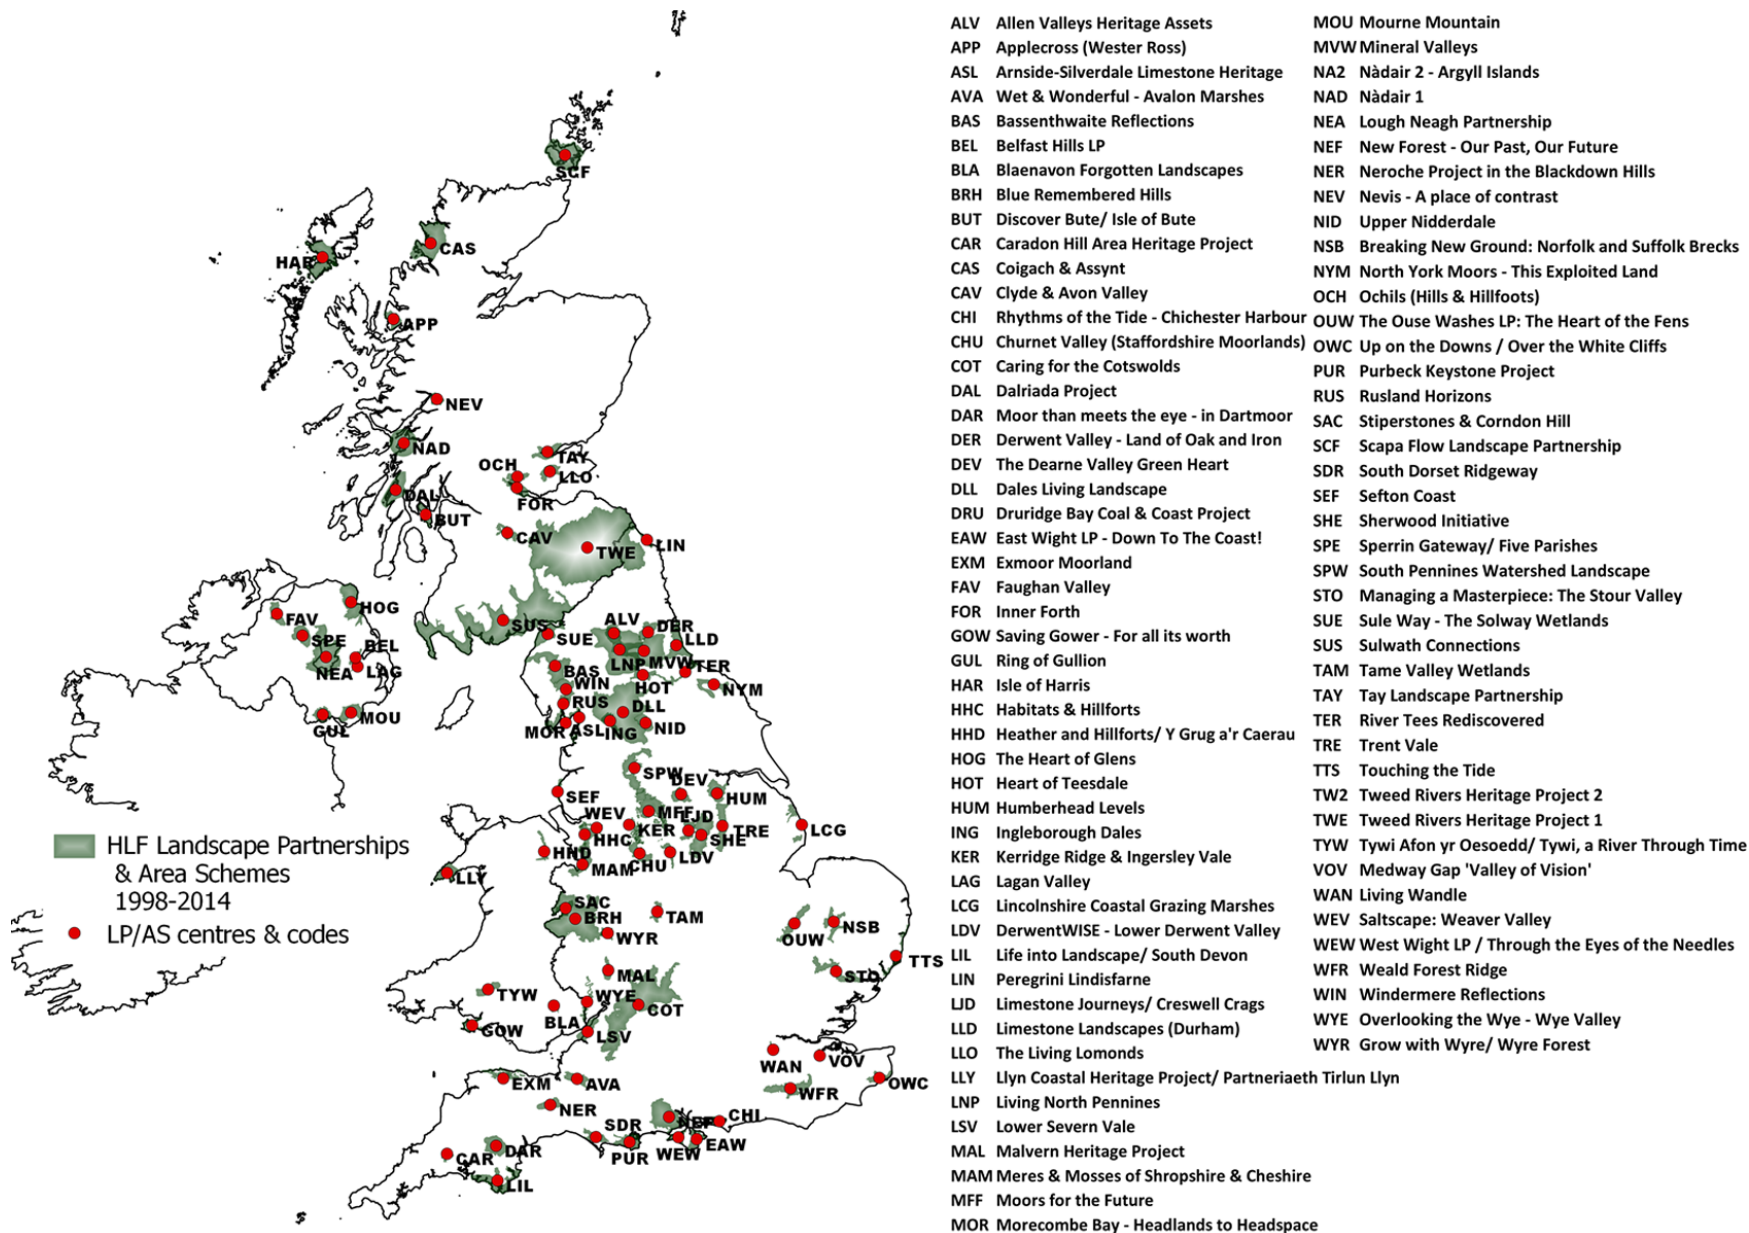 SCF
CAS
HAR
APP
NEV
NAD
OCH
TAY
LLO
DAL
FOR
BUT
CAV
TWE
LIN
HOG
FAV
SUS
ALV
DER
SPE
SUE
LLD
BEL
LNP
MVW
TER
NEA
LAG
BAS
HOT
WIN
NYM
RUS
DLL
MOU
GUL
MOR
ASL
ING
NID
SPW
DEV
SEF
HUM
WEV
MFF
LJD
KER
TRE
LCG
HHC
SHE
HHD
CHU
LDV
MAM
LLY
SAC
BRH
TAM
WYR
OUW
NSB
TTS
MAL
STO
TYW
WYE
COT
BLA
GOW
LSV
WAN
VOV
EXM
AVA
WFR
OWC
NER
SDR
NEF
CHI
CAR
DAR
PUR
WEW
EAW
LIL
HLF Landscape Partnerships
& Area Schemes
1998-2014
LP/AS centres & codes
ALV Allen Valleys Heritage Assets
APP Applecross (Wester Ross)
ASL Arnside-Silverdale Limestone Heritage
AVA Wet & Wonderful - Avalon Marshes
BAS Bassenthwaite Reflections
BEL Belfast Hills LP
BLA Blaenavon Forgotten Landscapes
BRH Blue Remembered Hills
BUT Discover Bute/ Isle of Bute
CAR Caradon Hill Area Heritage Project
CAS Coigach & Assynt
CAV Clyde & Avon Valley
CHI Rhythms of the Tide - Chichester Harbour
CHU Churnet Valley (Staffordshire Moorlands)
COT Caring for the Cotswolds
DAL Dalriada Project
DAR Moor than meets the eye - in Dartmoor
DER Derwent Valley - Land of Oak and Iron
DEV The Dearne Valley Green Heart
DLL Dales Living Landscape
DRU Druridge Bay Coal & Coast Project
EAW East Wight LP - Down To The Coast!
EXM Exmoor Moorland
FAV Faughan Valley
FOR Inner Forth
GOW Saving Gower - For all its worth
GUL Ring of Gullion
HAR Isle of Harris
HHC Habitats & Hillforts
HHD Heather and Hillforts/ Y Grug a'r Caerau
HOG The Heart of Glens
HOT Heart of Teesdale
HUM Humberhead Levels
ING Ingleborough Dales
KER Kerridge Ridge & Ingersley Vale
LAG Lagan Valley
LCG Lincolnshire Coastal Grazing Marshes
LDV DerwentWISE - Lower Derwent Valley
LIL Life into Landscape/ South Devon
LIN Peregrini Lindisfarne
LJD Limestone Journeys/ Creswell Crags
LLD Limestone Landscapes (Durham)
LLO The Living Lomonds
LLY Llyn Coastal Heritage Project/ Partneriaeth Tirlun Llyn
LNP Living North Pennines
LSV Lower Severn Vale
MAL Malvern Heritage Project
MAM Meres & Mosses of Shropshire & Cheshire
MFF Moors for the Future
MOR Morecombe Bay - Headlands to Headspace
MOU Mourne Mountain
MVW Mineral Valleys
NA2 Nàdair 2 - Argyll Islands
NAD Nàdair 1
NEA Lough Neagh Partnership
NEF New Forest - Our Past, Our Future
NER Neroche Project in the Blackdown Hills
NEV Nevis - A place of contrast
NID Upper Nidderdale
NSB Breaking New Ground: Norfolk and Suffolk Brecks
NYM North York Moors - This Exploited Land
OCH Ochils (Hills & Hillfoots)
OUW The Ouse Washes LP: The Heart of the Fens
OWC Up on the Downs / Over the White Cliffs
PUR Purbeck Keystone Project
RUS Rusland Horizons
SAC Stiperstones & Corndon Hill
SCF Scapa Flow Landscape Partnership
SDR South Dorset Ridgeway
SEF Sefton Coast
SHE Sherwood Initiative
SPE Sperrin Gateway/ Five Parishes
SPW South Pennines Watershed Landscape
STO Managing a Masterpiece: The Stour Valley
SUE Sule Way - The Solway Wetlands
SUS Sulwath Connections
TAM Tame Valley Wetlands
TAY Tay Landscape Partnership
TER River Tees Rediscovered
TRE Trent Vale
TTS Touching the Tide
TW2 Tweed Rivers Heritage Project 2
TWE Tweed Rivers Heritage Project 1
TYW Tywi Afon yr Oesoedd/ Tywi, a River Through Time
VOV Medway Gap 'Valley of Vision'
WAN Living Wandle
WEV Saltscape: Weaver Valley
WEW West Wight LP / Through the Eyes of the Needles
WFR Weald Forest Ridge
WIN Windermere Reflections
WYE Overlooking the Wye - Wye Valley
WYR Grow with Wyre/ Wyre Forest